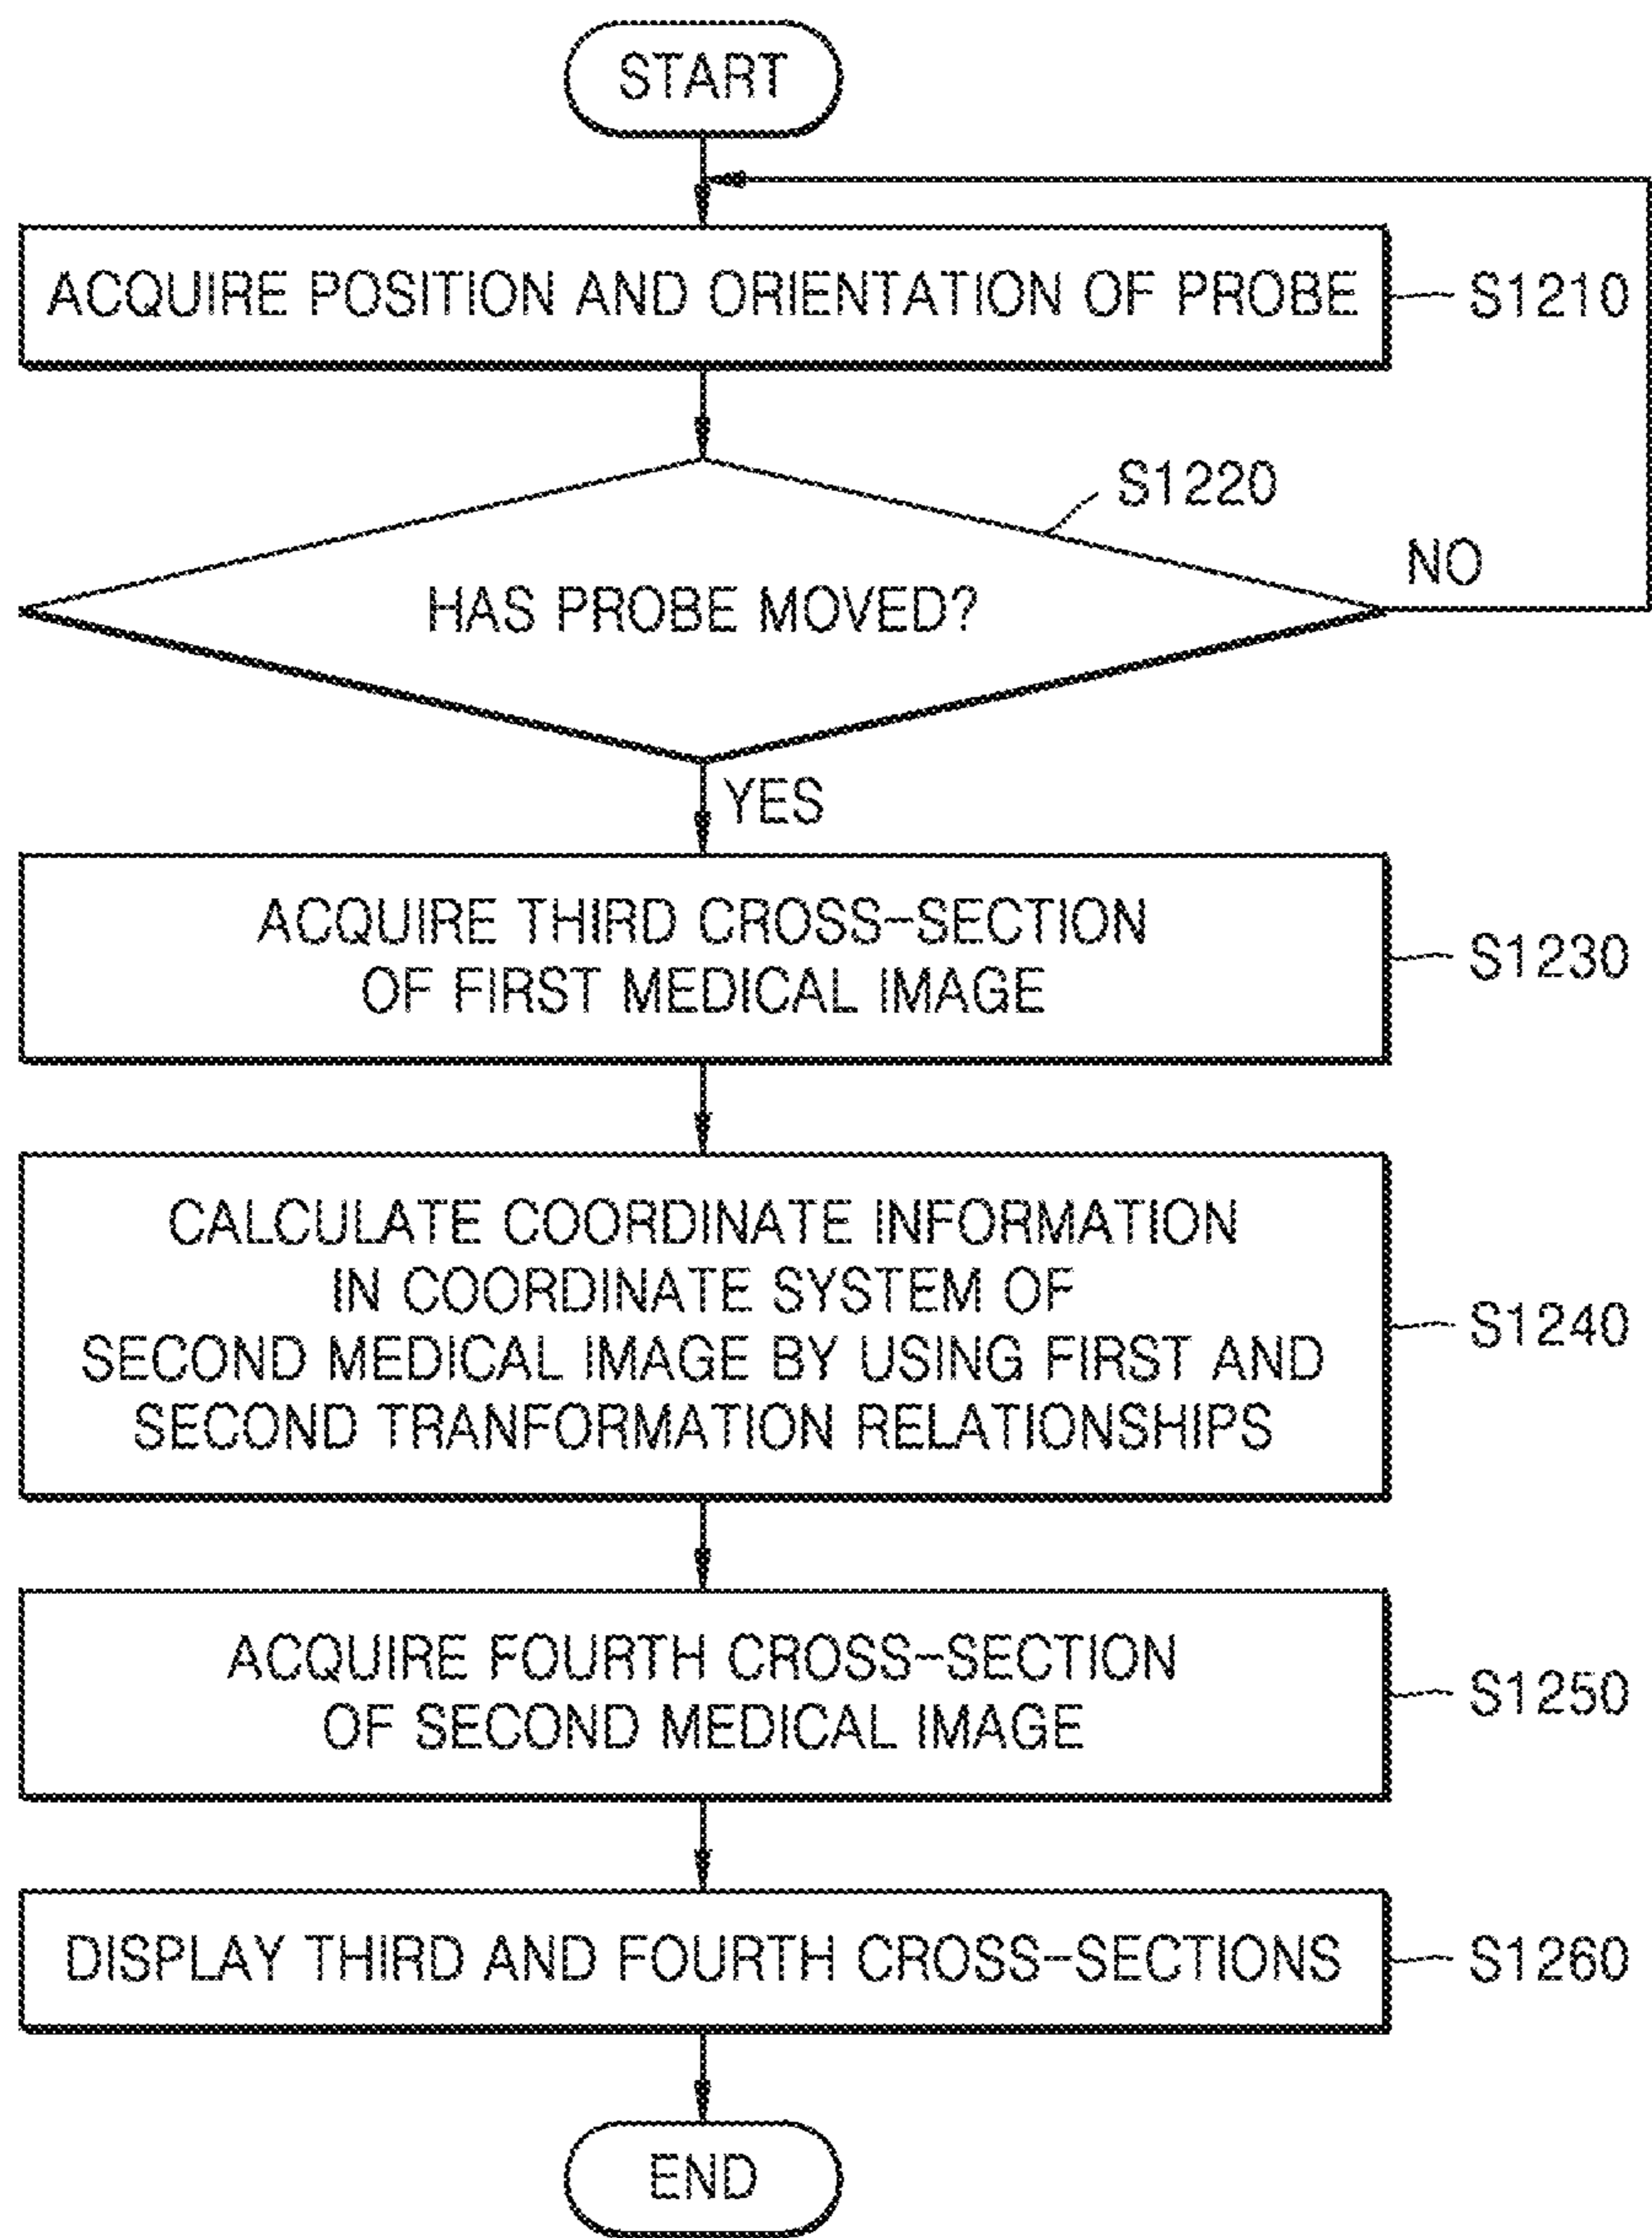 START
ACQUIRE POSITION AND ORIENTATION OF PROBE
S1210
S1220
HAS PROBE MOVED?
NO
YES
ACQUIRE THIRD CROSS-SECTION
OF FIRST MEDICAL IMAGE
S1230
CALCULATE COORDINATE INFORMATION
IN COORDINATE SYSTEM OF
SECOND MEDICAL IMAGE BY USING FIRST AND
SECOND TRANFORMATION RELATIONSHIPS
S1240
ACQUIRE FOURTH CROSS-SECTION
OF SECOND MEDICAL IMAGE
S1250
DISPLAY THIRD AND FOURTH CROSS-SECTIONS
S1260
END